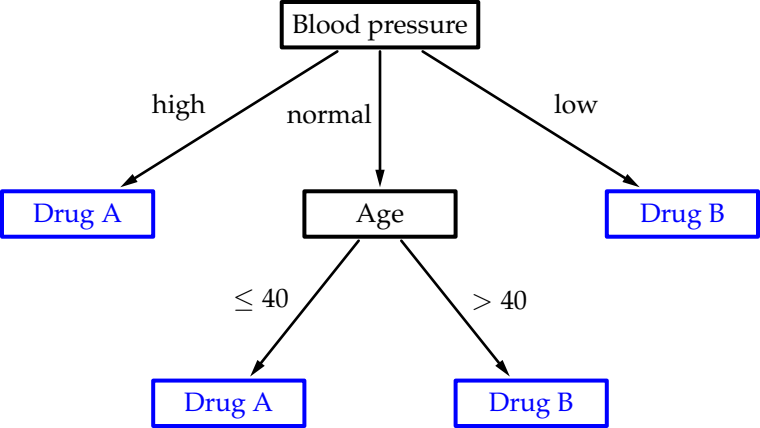 Blood pressure
high
normal
low
Drug A
Age
Drug B
≤ 40
> 40
Drug A
Drug B